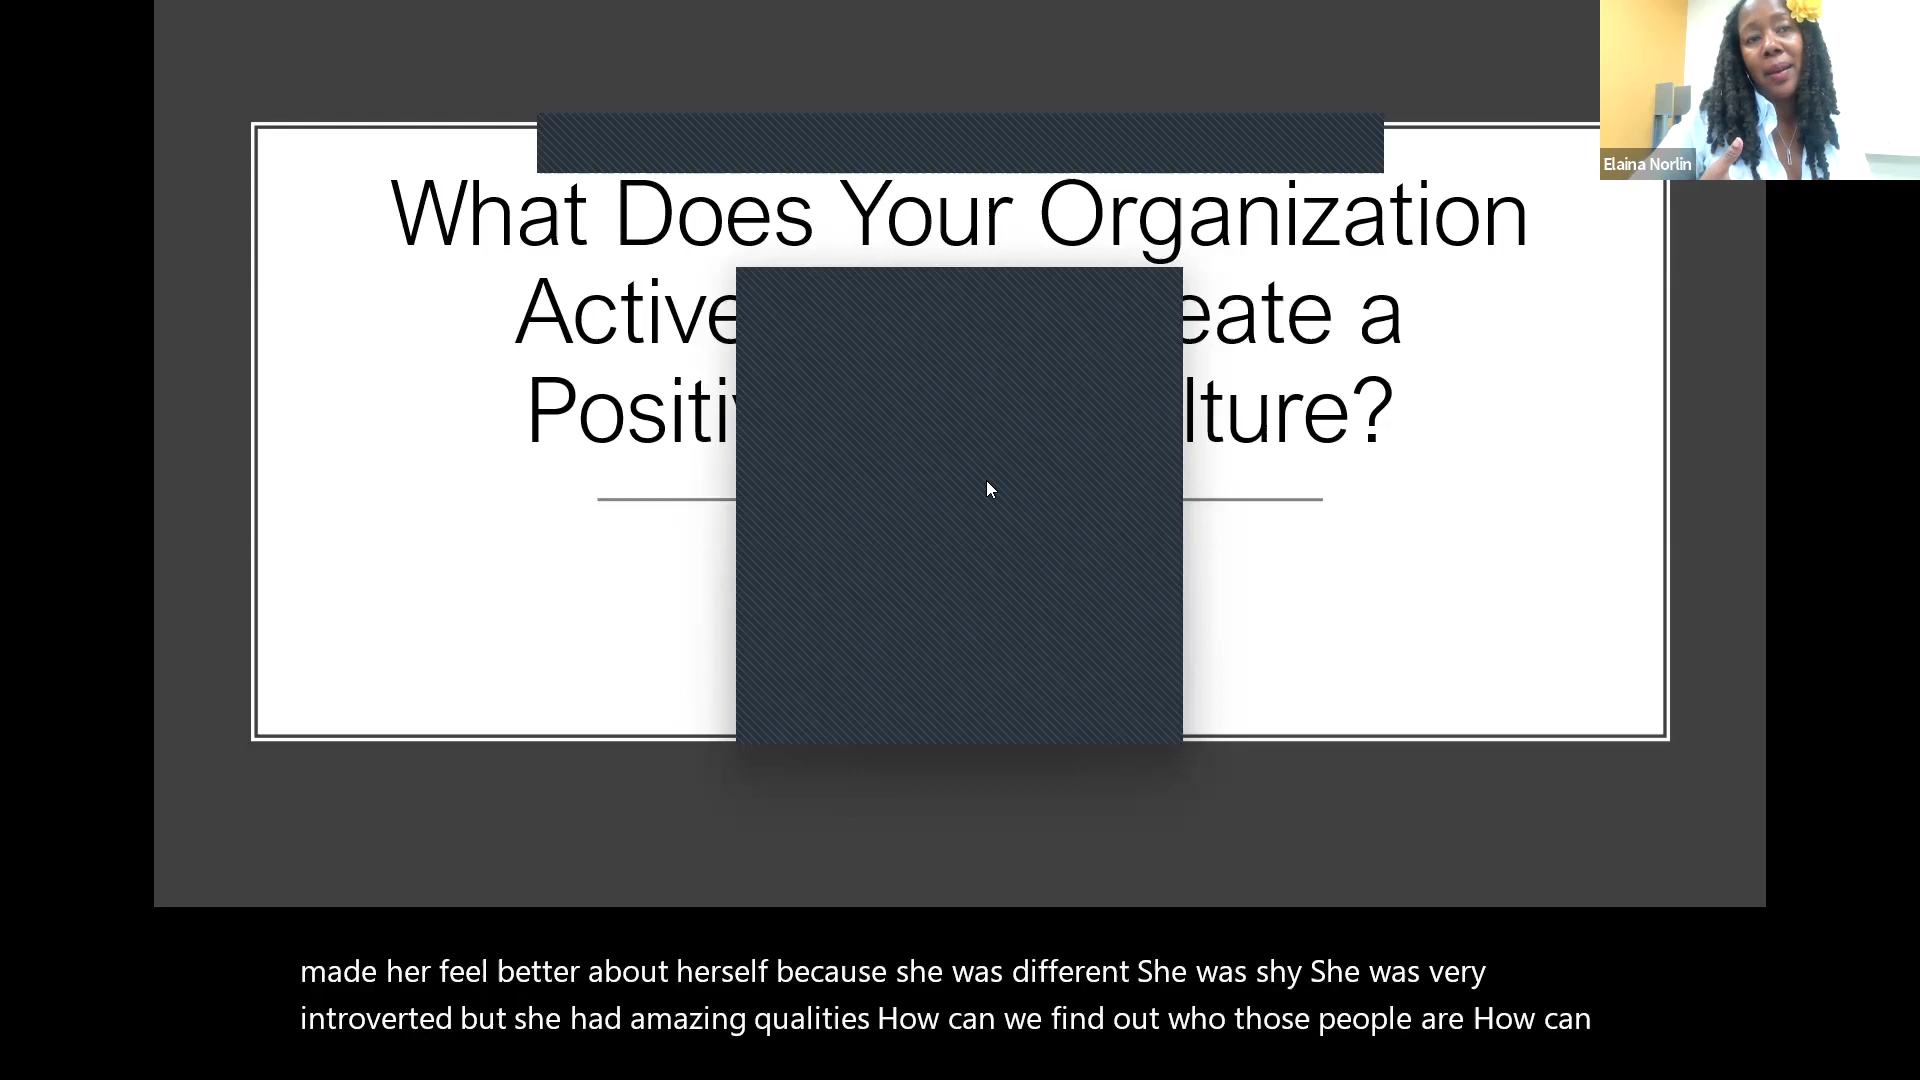 Elaina Norlin
What Does Your Organization
Active eate a
Positi lture?
made her feel better about herself because she was different She was shy She was very
introverted but she had amazing qualities How can we find out who those people are How can